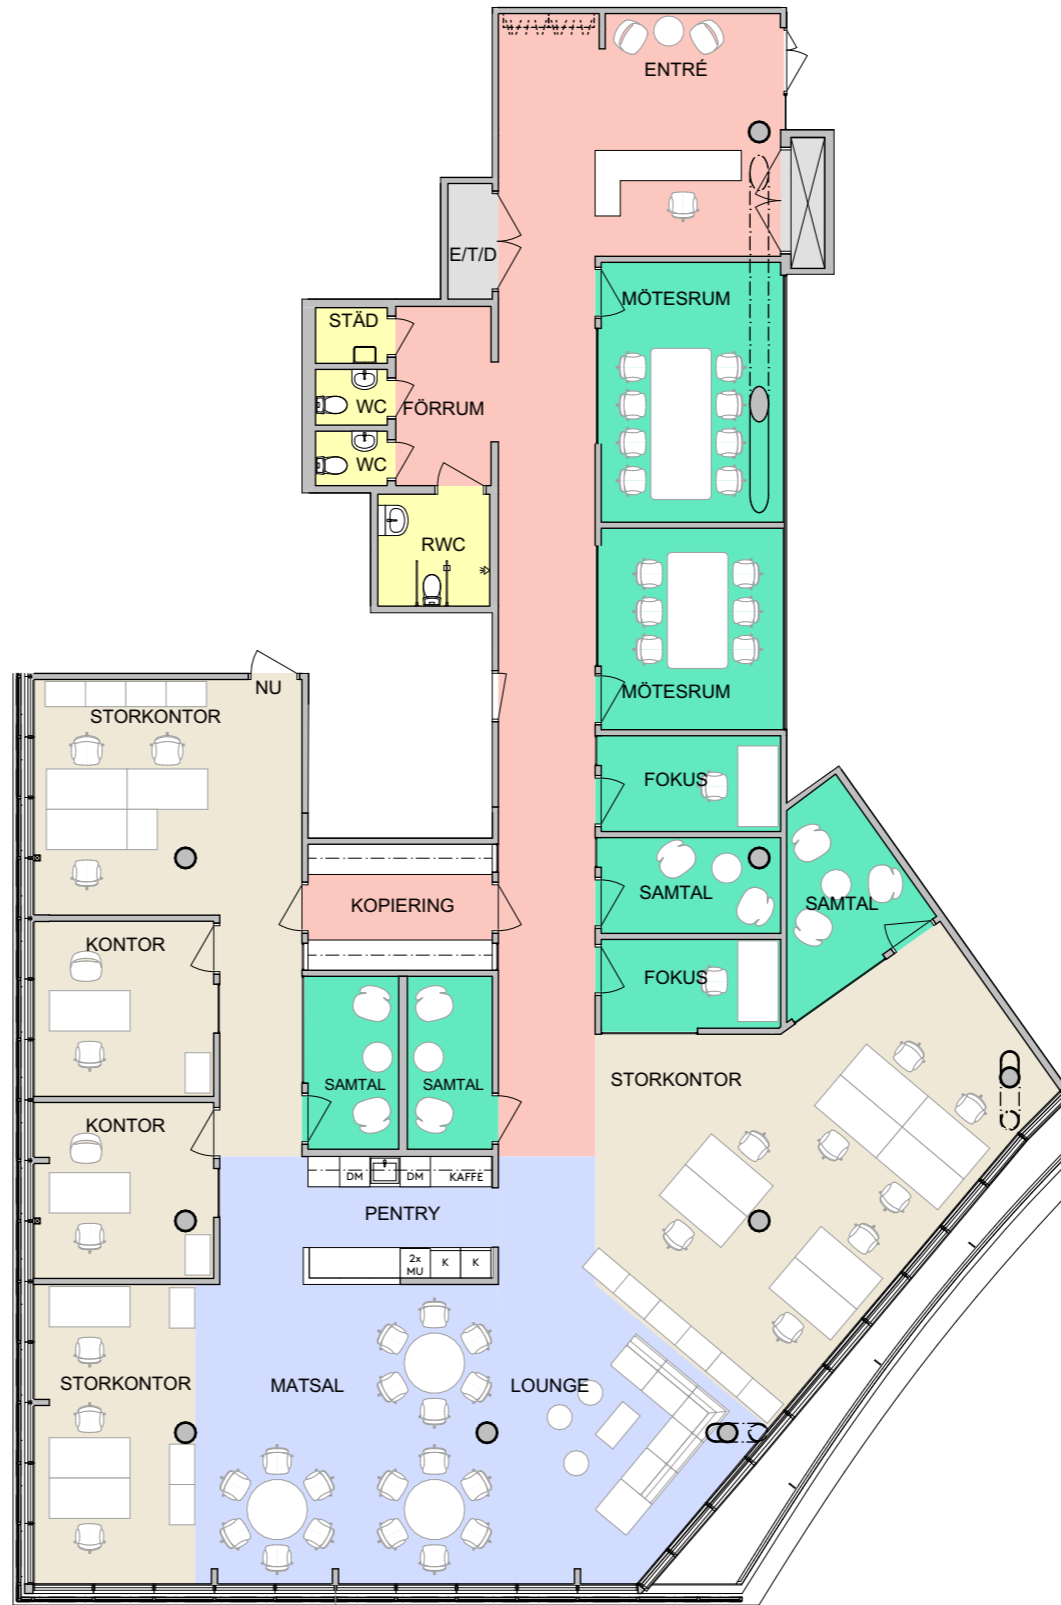 ENTRÉ
E/T/D
MÖTESRUM
STÄD
WC
FÖRRUM
WC
RWC
MÖTESRUM
NU
STORKONTOR
FOKUS
SAMTAL
SAMTAL
KOPIERING
KONTOR
FOKUS
STORKONTOR
SAMTAL
SAMTAL
KONTOR
DM
DM
KAFFE
PENTRY
2x
MU
K
K
STORKONTOR
MATSAL
LOUNGE